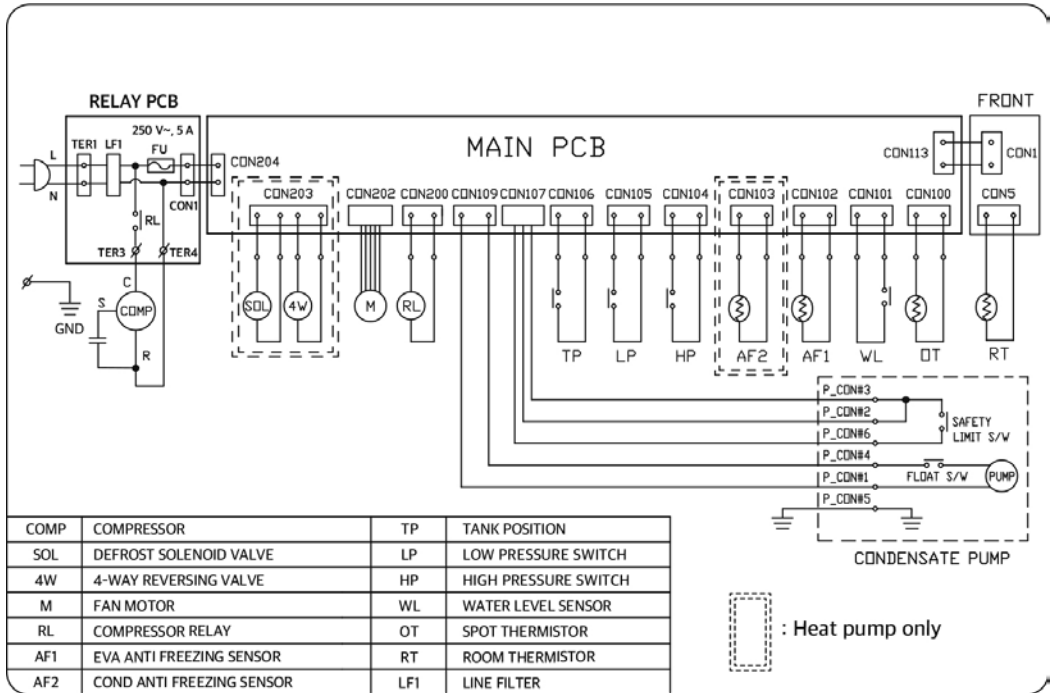 RELAY PCB
FRONT
250 V~, 5 A
TER1 LF1 FU
MAIN PCB
L
N
CON204
CON113
CON1
CON1
CON203 CON202 CON200 CON109 CON107 CON106 CON105 CON104 CON103 CON102 CON101 CON100 CON5
RL
TER3 TER4
C
S
COMP
R
GND
SOL 4W M RL
TP LP HP AF2 AF1 WL OT RT
P_CON#3
P_CON#2
P_CON#6
SAFETY
LIMIT S/W
P_CON#4
P_CON#1
FLOAT S/W
PUMP
P_CON#5
CONDENSATE PUMP
COMP COMPRESSOR TP TANK POSITION
SOL DEFROST SOLENOID VALVE LP LOW PRESSURE SWITCH
4W 4-WAY REVERSING VALVE HP HIGH PRESSURE SWITCH
M FAN MOTOR WL WATER LEVEL SENSOR
RL COMPRESSOR RELAY OT SPOT THERMISTOR
AF1 EVA ANTI FREEZING SENSOR RT ROOM THERMISTOR
AF2 COND ANTI FREEZING SENSOR LF1 LINE FILTER
: Heat pump only